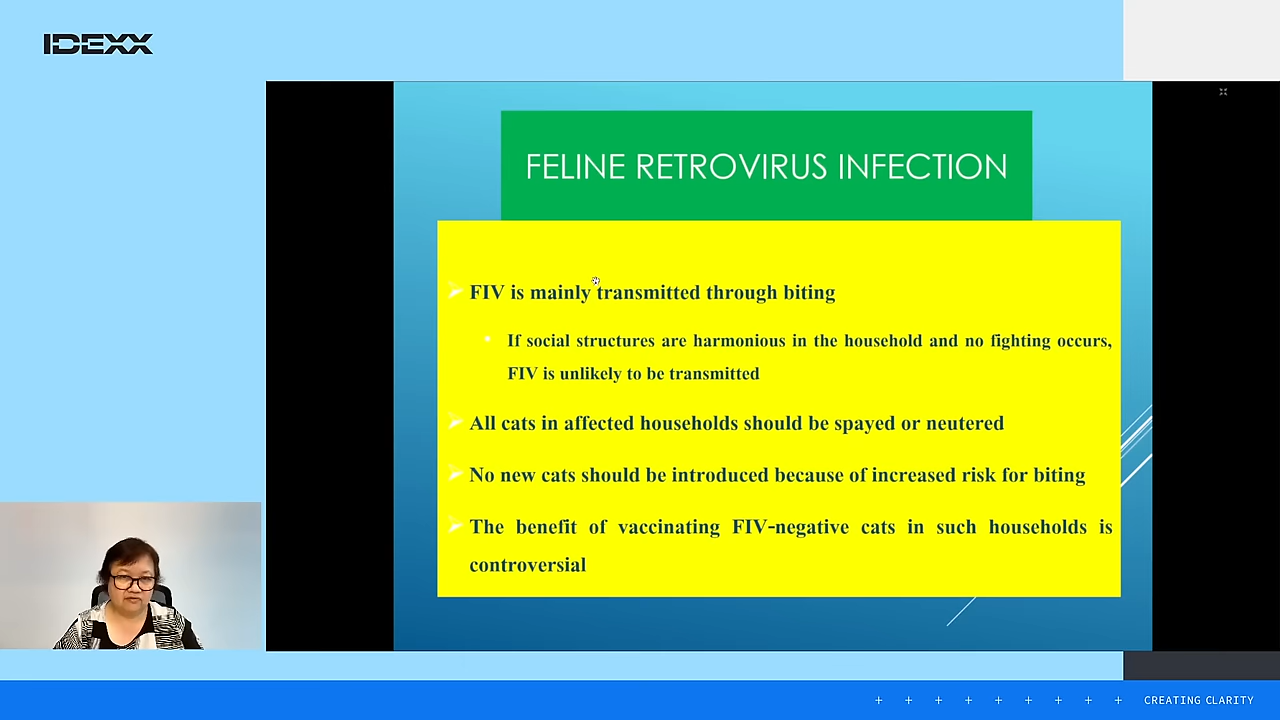 IDEXX
FELINE RETROVIRUS INFECTION
FIV is mainly transmitted through biting
If social structures are harmonious in the household and no fighting occurs,
FIV is unlikely to be transmitted
All cats in affected households should be spayed or neutered
No new cats should be introduced because of increased risk for biting
The benefit of vaccinating FIV-negative cats in such households is
controversial
CREATING CLARITY